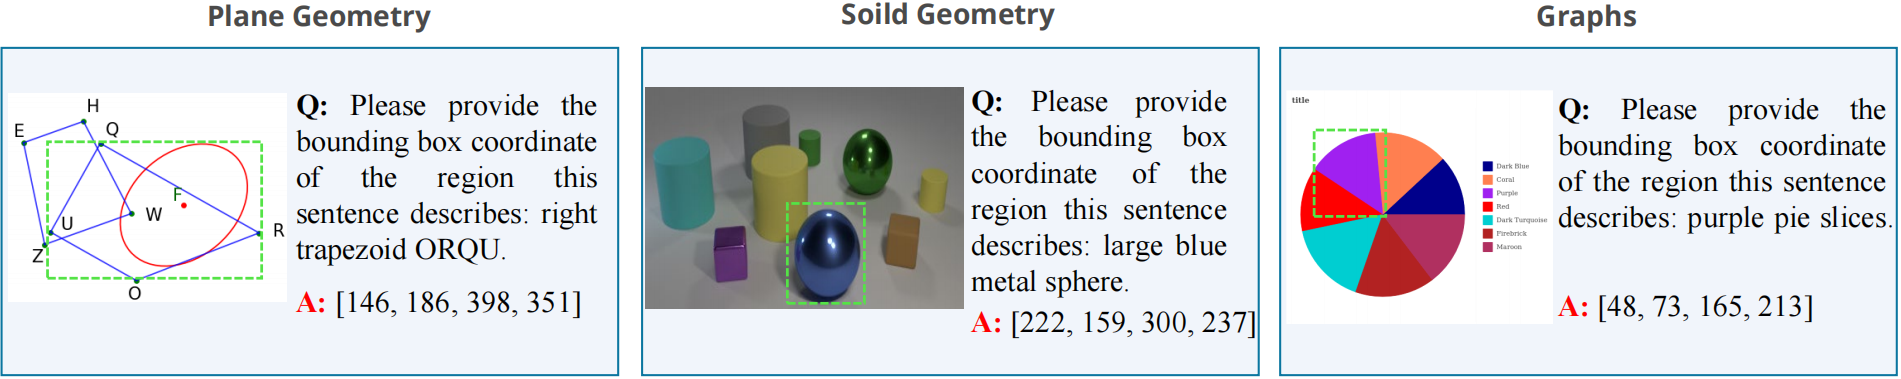 Plane Geometry
H
E
Q
F
U
W
R
Z
O
Q: Please provide the
bounding box coordinate
of the region this
sentence describes: right
trapezoid ORQU.
A: [146, 186, 398, 351]
Soild Geometry
Q: Please provide
the bounding box
coordinate of the
region this sentence
describes: large blue
metal sphere.
A: [222, 159, 300, 237]
Graphs
title
Dark Blue
Coral
Purple
Red
Dark Turquoise
Firebrick
Maroon
Q: Please provide the
bounding box coordinate
of the region this sentence
describes: purple pie slices.
A: [48, 73, 165, 213]